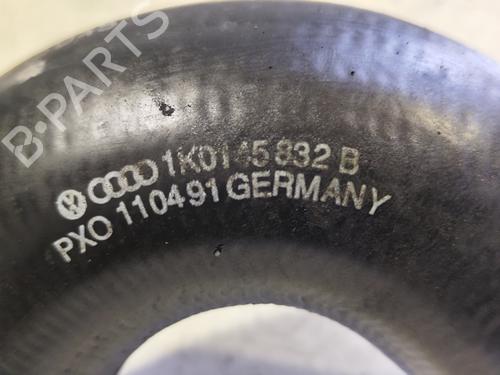 B-PARTS
1K0145832 B
PXO 110491 GERMANY